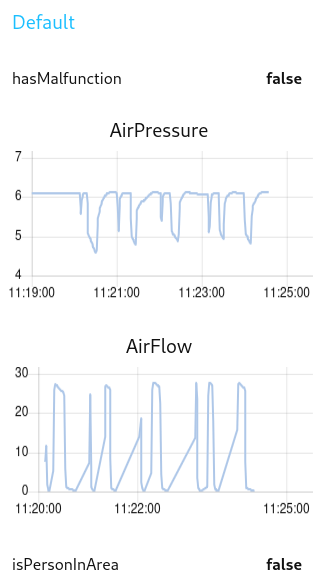 Default
hasMalfunction false
AirPressure
7
6
5
4
11:19:00 11:21:00 11:23:00 11:25:00
AirFlow
30
20
10
0
11:20:00 11:22:00 11:25:00
isPersonInArea false